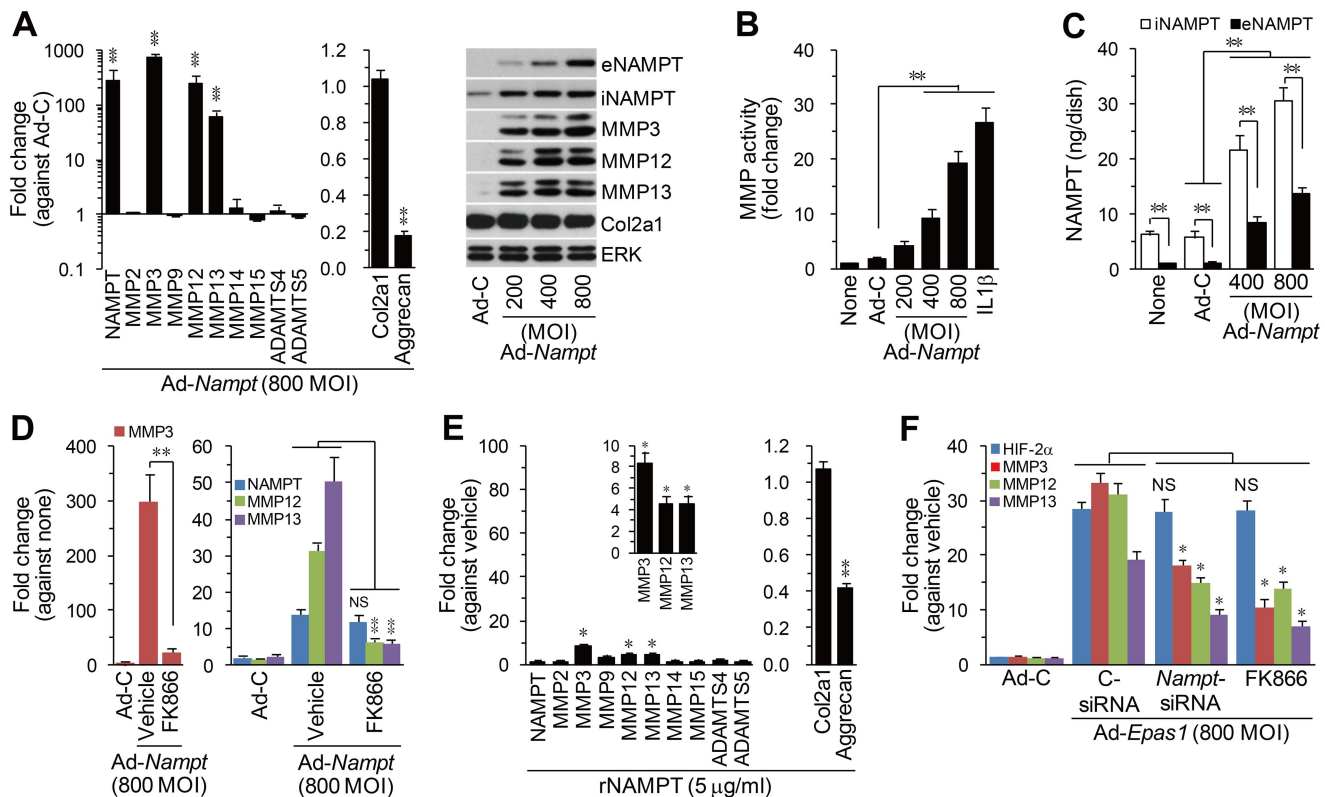 A
Fold change
(against Ad-C)
1000
100
10
1
0.1
**
**
**
**
NAMPT
MMP2
MMP3
MMP9
MMP12
MMP13
MMP14
MMP15
ADAMTS4
ADAMTS5
1.2
1.0
0.8
0.6
0.4
0.2
0.0
**
Col2a1
Aggrecan
Ad-Nampt (800 MOI)
eNAMPT
iNAMPT
MMP3
MMP12
MMP13
Col2a1
ERK
Ad-C
200
400
800
(MOI)
Ad-Nampt
B
MMP activity
(fold change)
40
30
20
10
0
**
None
Ad-C
200
400
800
IL1β
(MOI)
Ad-Nampt
C
iNAMPT eNAMPT
NAMPT (ng/dish)
40
30
20
10
0
**
**
**
**
**
None
Ad-C
400
800
(MOI)
Ad-Nampt
D
Fold change
(against none)
MMP3
400
300
200
100
0
**
Ad-C
Vehicle
FK866
Ad-Nampt
(800 MOI)
60
50
40
30
20
10
0
NAMPT
MMP12
MMP13
NS
**
**
Ad-C
Vehicle
FK866
Ad-Nampt
(800 MOI)
E
Fold change
(against vehicle)
100
80
60
40
20
0
* * *
NAMPT
MMP2
MMP3
MMP9
MMP12
MMP13
MMP14
MMP15
ADAMTS4
ADAMTS5
10
8
6
4
2
0
* * *
MMP3
MMP12
MMP13
1.2
1.0
0.8
0.6
0.4
0.2
0.0
**
Col2a1
Aggrecan
rNAMPT (5 μg/ml)
F
Fold change
(against vehicle)
40
30
20
10
0
HIF-2α
MMP3
MMP12
MMP13
NS
* * *
NS
* * *
Ad-C
C-
siRNA
Nampt-
siRNA
FK866
Ad-Epas1 (800 MOI)